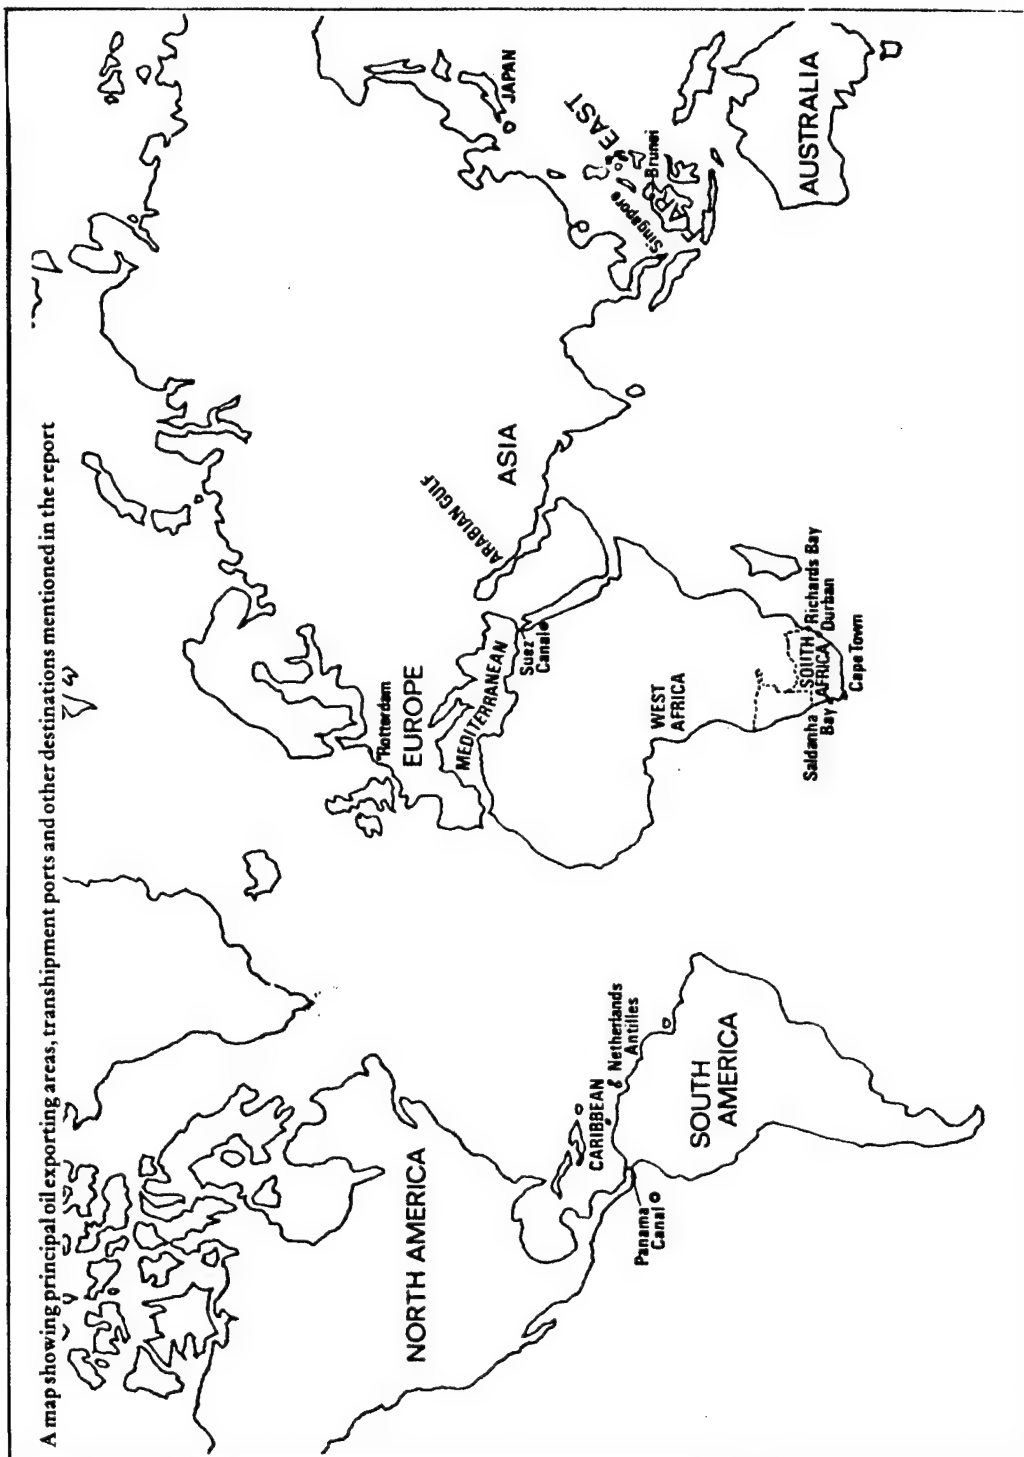 A map showing principal oil exporting areas, transhipment ports and other destinations mentioned in the report
NORTH AMERICA
CARIBBEAN
Netherlands
Antilles
Panama
Canal
SOUTH
AMERICA
Rotterdam
EUROPE
MEDITERRANEAN
Suez
Canal
ARABIAN GULF
ASIA
WEST
AFRICA
SOUTH
AFRICA
Saldanha
Bay
Cape Town
Richards Bay
Durban
JAPAN
FAR EAST
Singapore
Brunei
AUSTRALIA